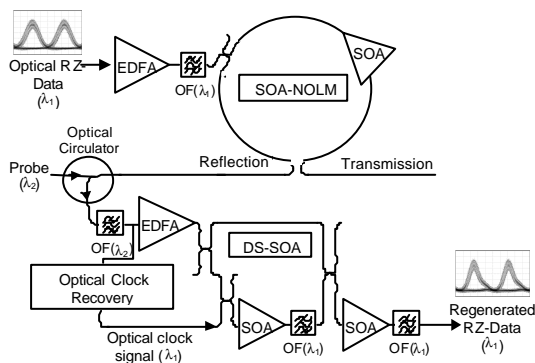 Optical RZ-
Data
(λ1)
EDFA
OF(λ1)
SOA
SOA-NOLM
Optical
Circulator
Reflection
Transmission
Probe
(λ2)
OF(λ2)
EDFA
DS-SOA
Optical Clock
Recovery
Optical clock
signal (λ1)
SOA
OF(λ1)
SOA
OF(λ1)
Regenerated
RZ-Data
(λ1)